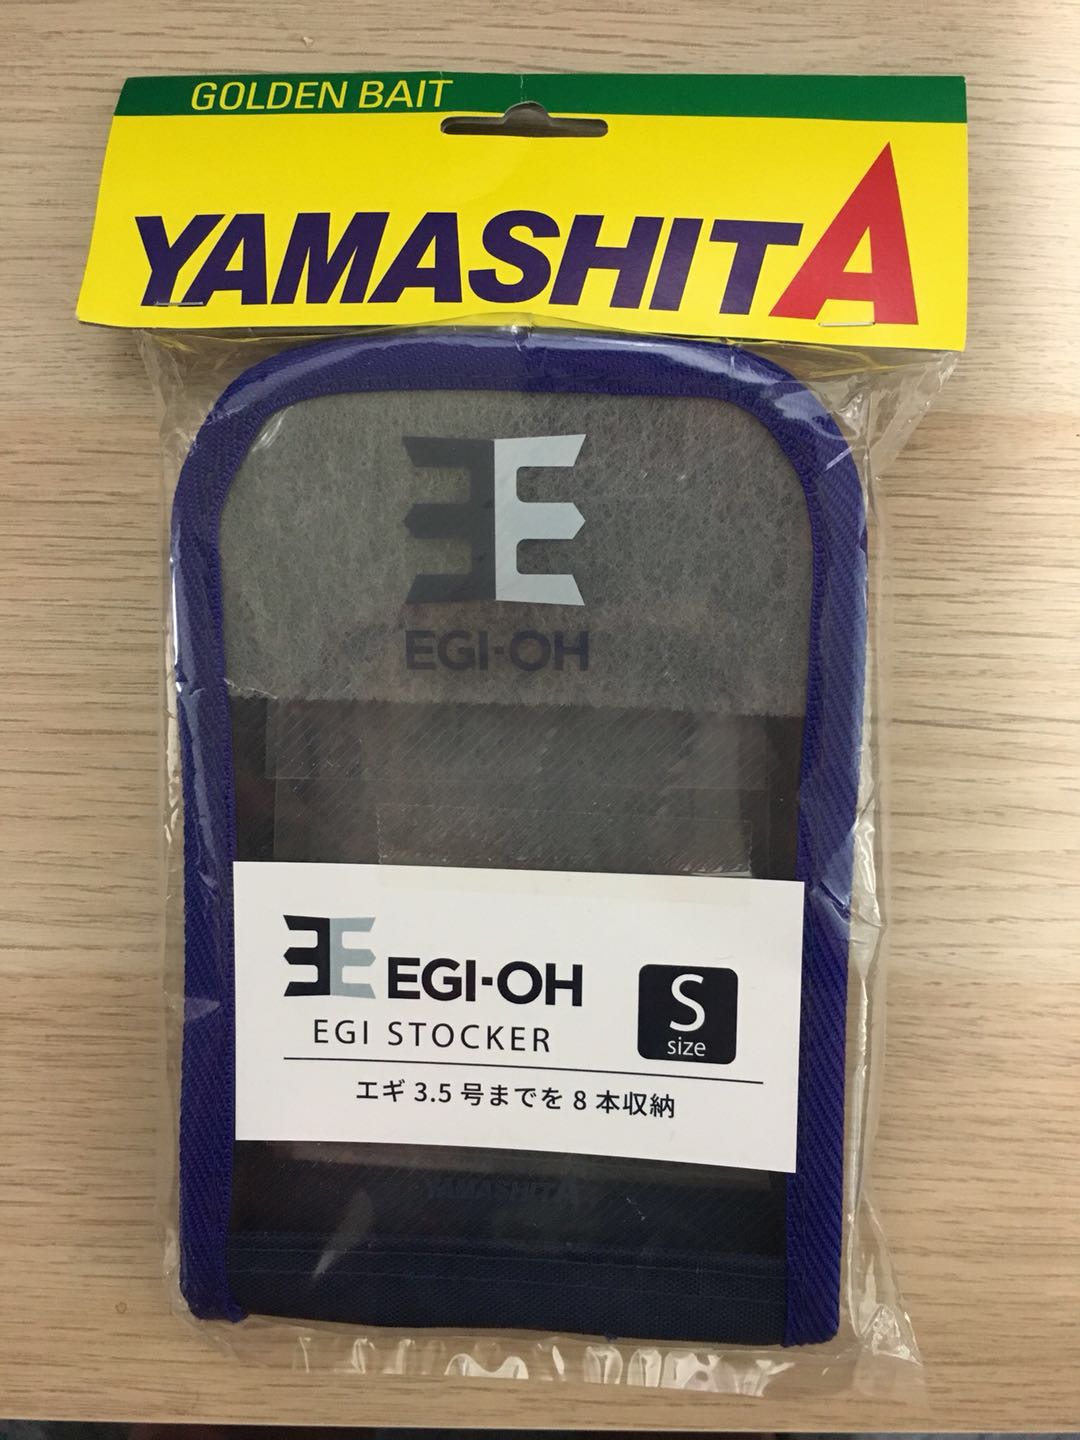 GOLDEN BAIT
YAMASHITA
EGI-OH
EGI-OH
EGI STOCKER
S
size
エギ 3.5 号までを 8 本収納
YAMASHITA